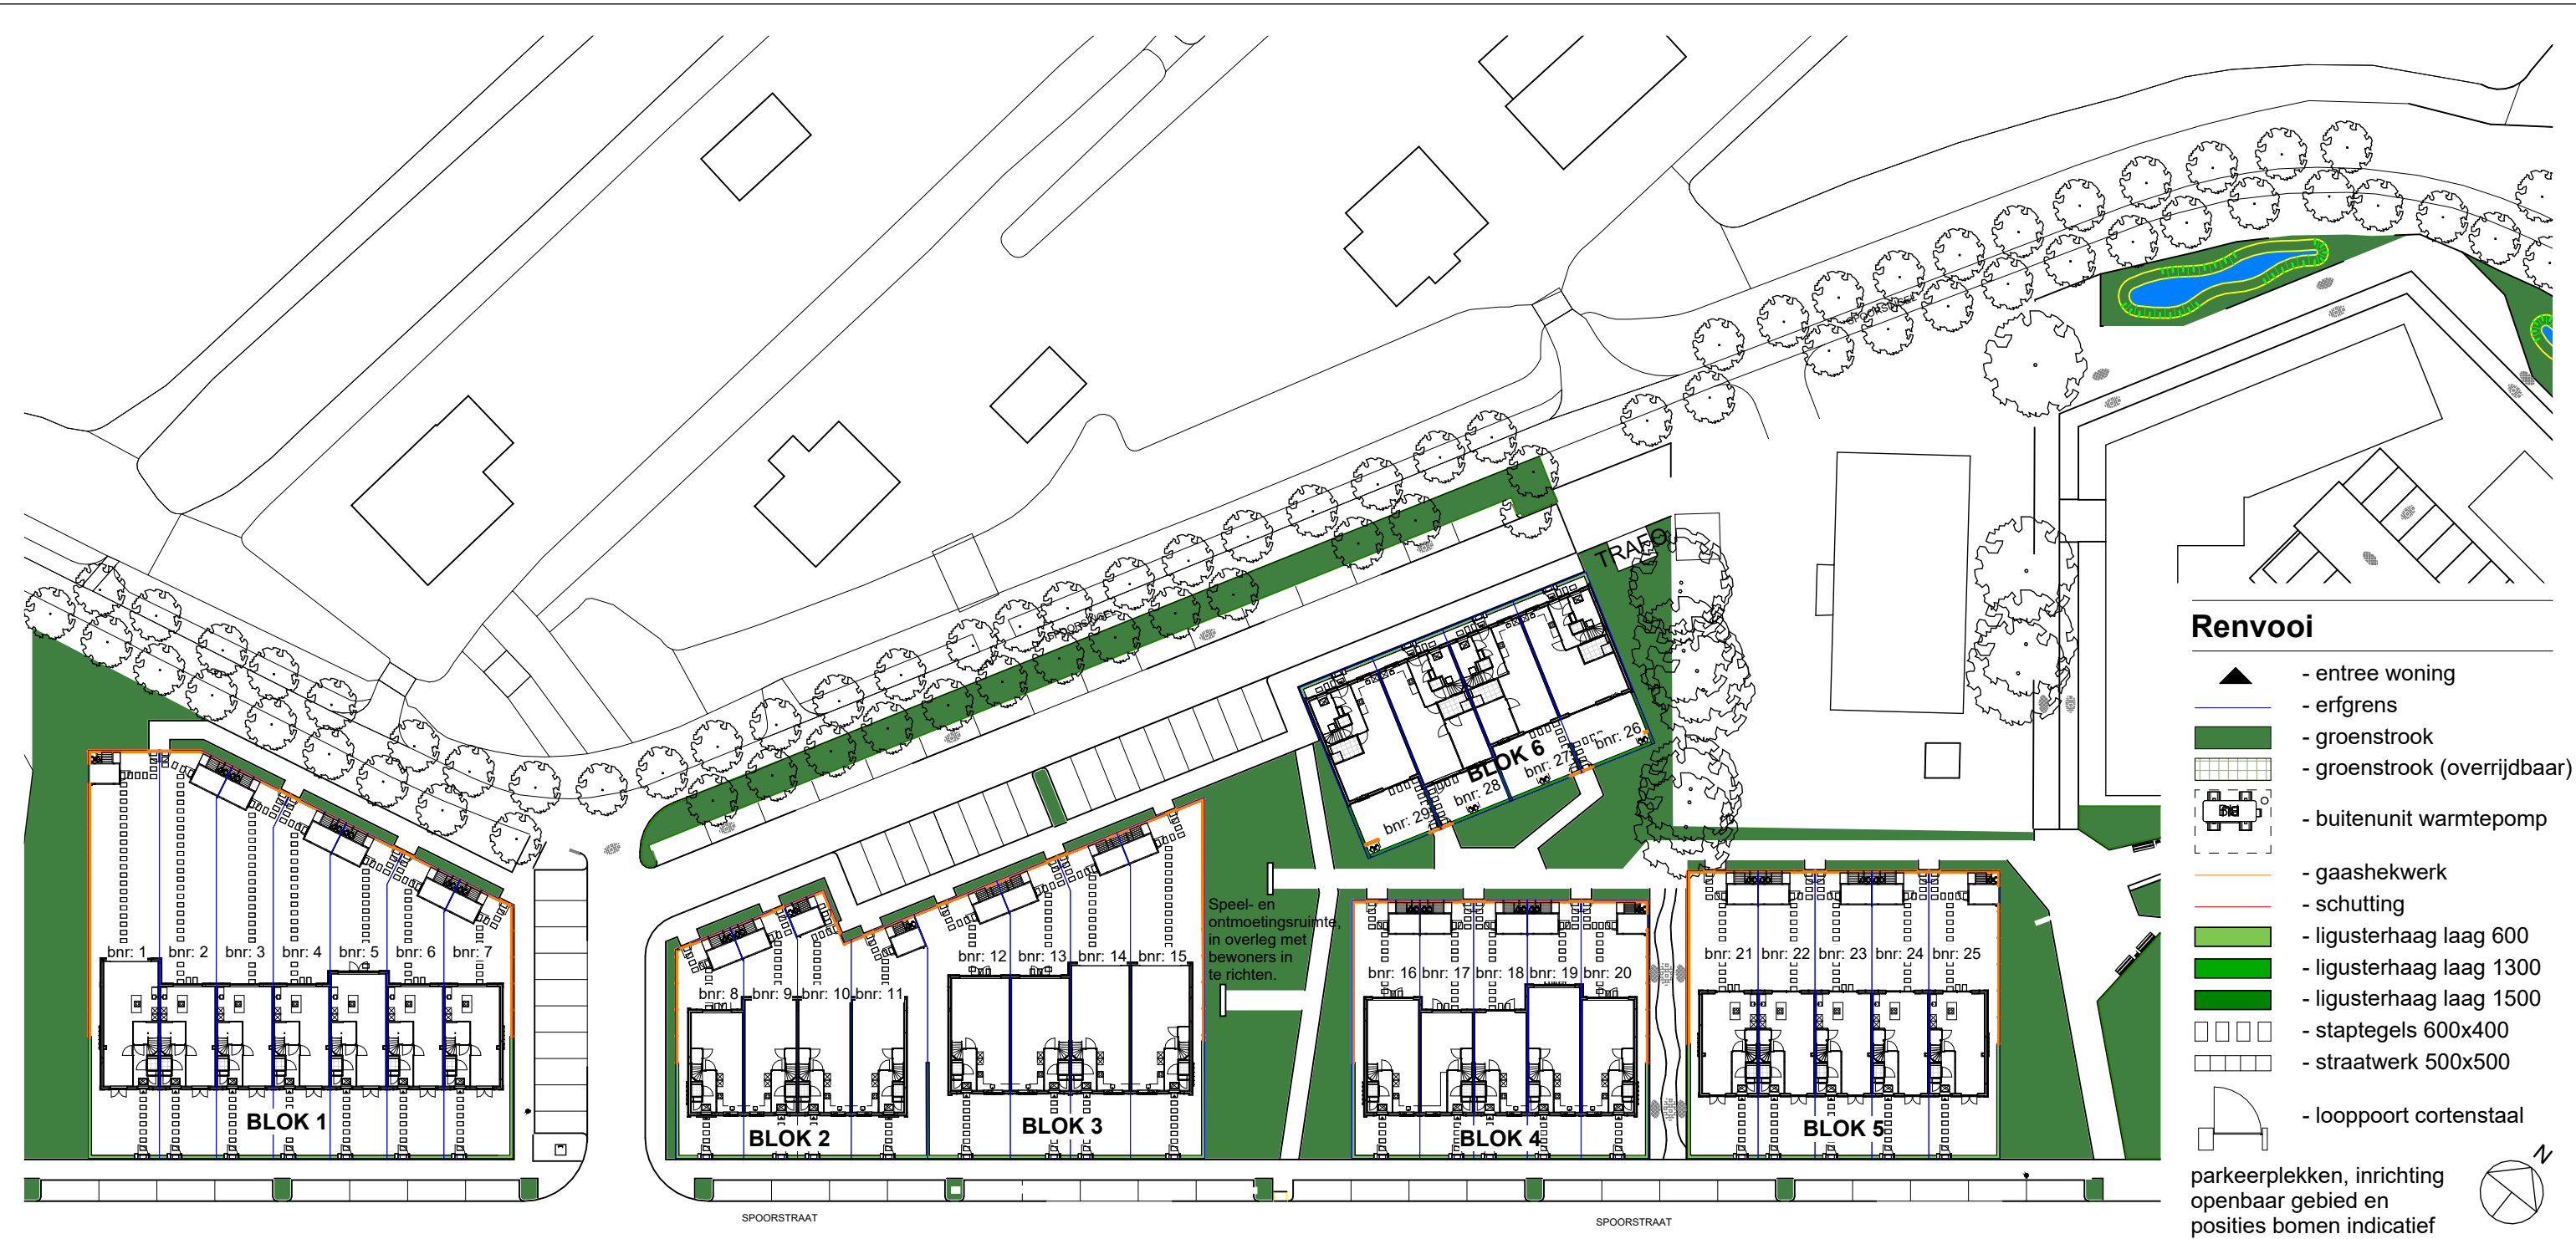 SPOORSINGEL
SPOORSINGEL
TRAFO
bnr: 26
bnr: 27
BLOK 6
bnr: 28
bnr: 29
bnr: 1
bnr: 2
bnr: 3
bnr: 4
bnr: 5
bnr: 6
bnr: 7
BLOK 1
bnr: 8
bnr: 9
bnr: 10
bnr: 11
BLOK 2
bnr: 12
bnr: 13
bnr: 14
bnr: 15
BLOK 3
Speel- en
ontmoetingsruimte,
in overleg met
bewoners in
te richten.
bnr: 16
bnr: 17
bnr: 18
bnr: 19
bnr: 20
BLOK 4
bnr: 21
bnr: 22
bnr: 23
bnr: 24
bnr: 25
BLOK 5
SPOORSTRAAT
SPOORSTRAAT
Renvooi
- entree woning
- erfgrens
- groenstrook
- groenstrook (overrijdbaar)
- buitenunit warmtepomp
- gaashekwerk
- schutting
- ligusterhaag laag 600
- ligusterhaag laag 1300
- ligusterhaag laag 1500
- staptegels 600x400
- straatwerk 500x500
- looppoort cortenstaal
parkeerplekken, inrichting
openbaar gebied en
posities bomen indicatief
N